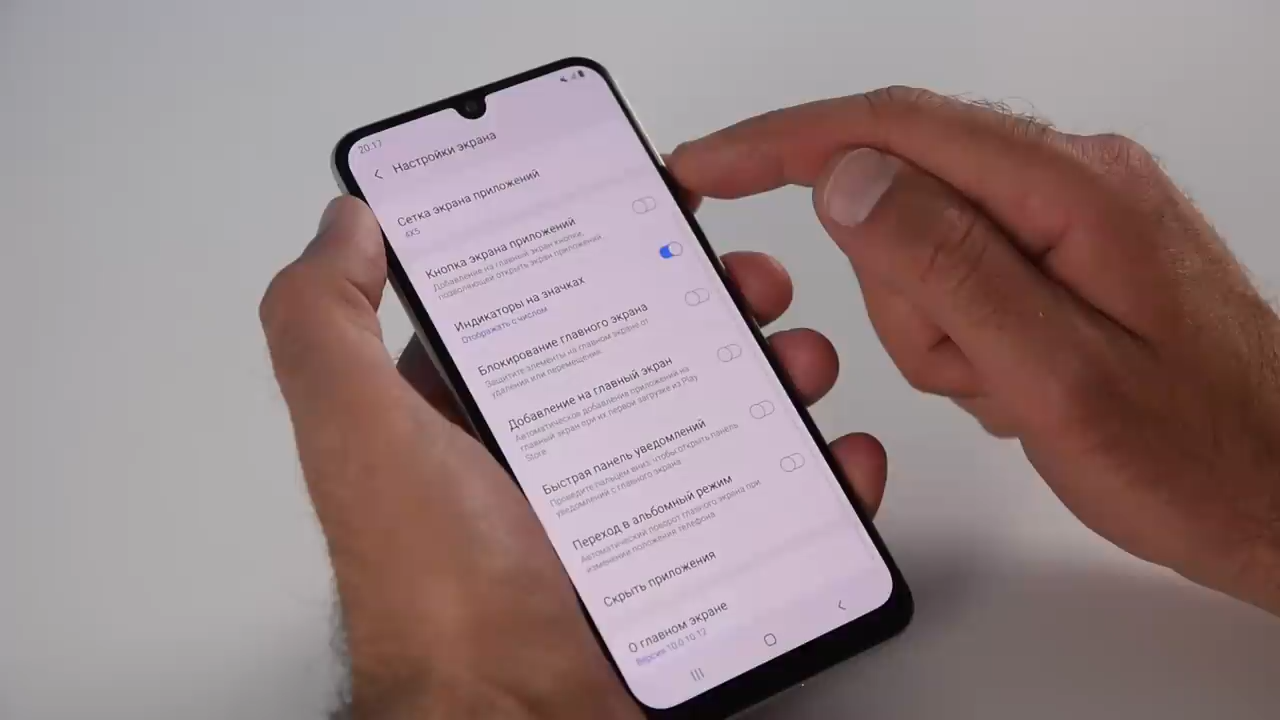 20:17
Настройки экрана
Сетка экрана приложений
4X5
Кнопка экрана приложений
Добавление на главный экран кнопки,
позволяющей открыть экран приложений.
Индикаторы на значках
Отображать с числом
Блокирование главного экрана
Защитите элементы на главном экране от
удаления или перемещения.
Добавление на главный экран
Автоматическое добавление приложений на
главный экран при их первой загрузке из Play
Store
Быстрая панель уведомлений
Проведите пальцем вниз, чтобы открыть панель
уведомлений с главного экрана.
Переход в альбомный режим
Автоматический поворот главного экрана при
изменении положения телефона.
Скрыть приложения
О главном экране
Версия 10.0.10.12